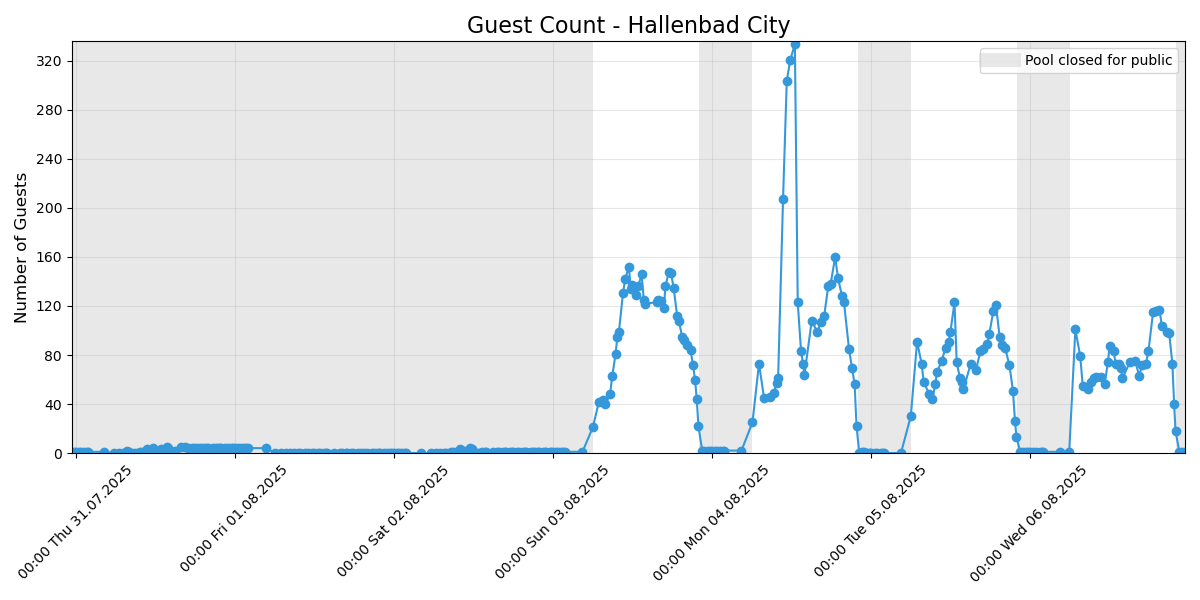 Guest Count - Hallenbad City
Pool closed for public
Number of Guests
320
280
240
200
160
120
80
40
0
00:00 Thu 31.07.2025
00:00 Fri 01.08.2025
00:00 Sat 02.08.2025
00:00 Sun 03.08.2025
00:00 Mon 04.08.2025
00:00 Tue 05.08.2025
00:00 Wed 06.08.2025